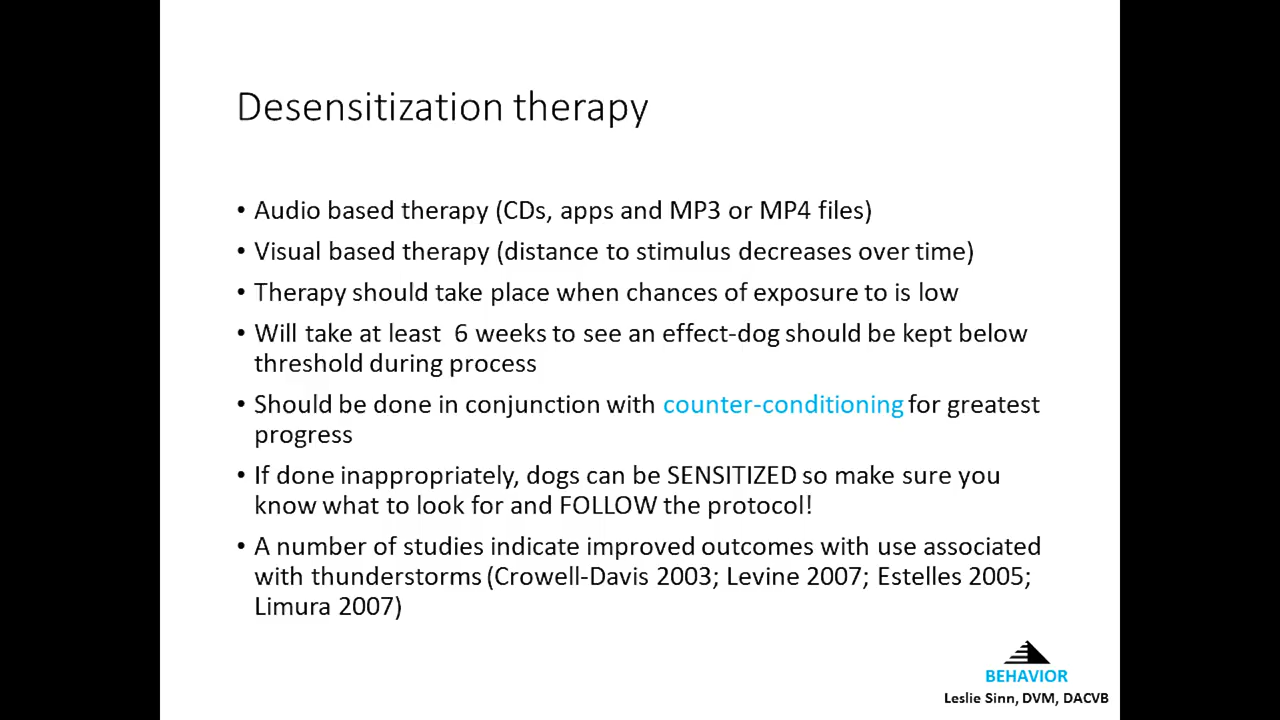 Desensitization therapy
• Audio based therapy (CDs, apps and MP3 or MP4 files)
• Visual based therapy (distance to stimulus decreases over time)
• Therapy should take place when chances of exposure to is low
• Will take at least  6 weeks to see an effect-dog should be kept below
threshold during process
• Should be done in conjunction with counter-conditioning for greatest
progress
• If done inappropriately, dogs can be SENSITIZED so make sure you
know what to look for and FOLLOW the protocol!
• A number of studies indicate improved outcomes with use associated
with thunderstorms (Crowell-Davis 2003; Levine 2007; Estelles 2005;
Limura 2007)
BEHAVIOR
Leslie Sinn, DVM, DACVB